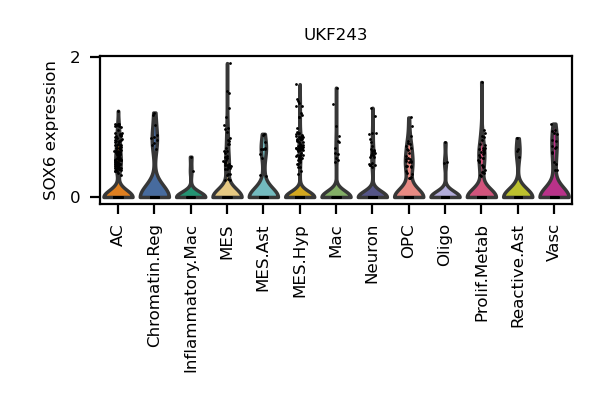 UKF243
SOX6 expression
2
0
AC
Chromatin.Reg
Inflammatory.Mac
MES
MES.Ast
MES.Hyp
Mac
Neuron
OPC
Oligo
Prolif.Metab
Reactive.Ast
Vasc